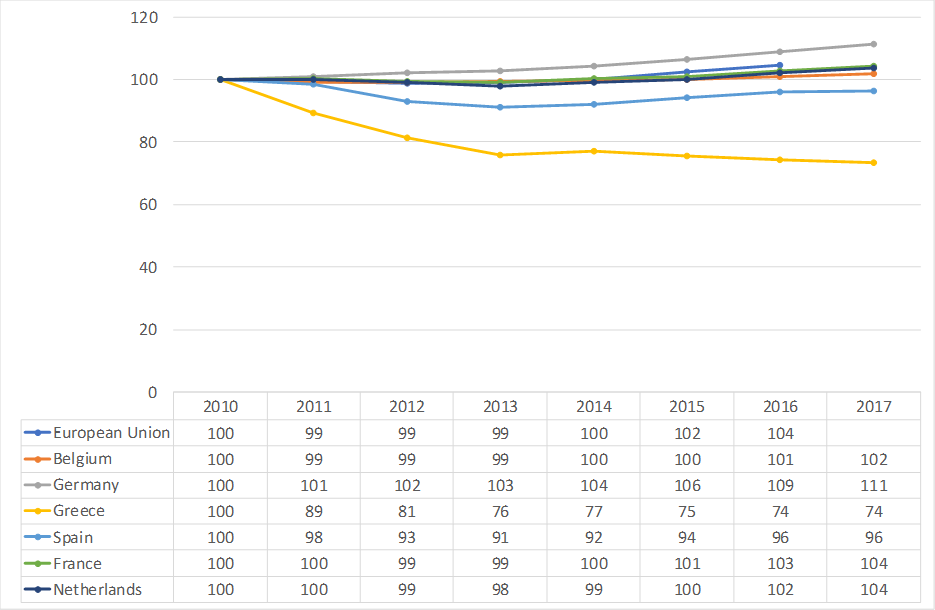 120
100
80
60
40
20
0
2010 2011 2012 2013 2014 2015 2016 2017
European Union 100 99 99 99 100 102 104
Belgium 100 99 99 99 100 100 101 102
Germany 100 101 102 103 104 106 109 111
Greece 100 89 81 76 77 75 74 74
Spain 100 98 93 91 92 94 96 96
France 100 100 99 99 100 101 103 104
Netherlands 100 100 99 98 99 100 102 104